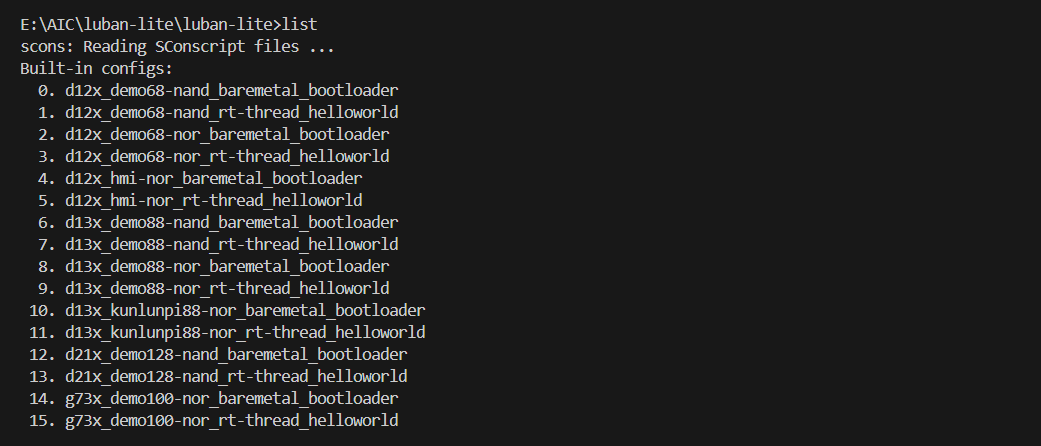 E:\AIC\luban-lite\luban-lite>list
scons: Reading SConscript files ...
Built-in configs:
0. d12x_demo68-nand_baremetal_bootloader
1. d12x_demo68-nand_rt-thread_helloworld
2. d12x_demo68-nor_baremetal_bootloader
3. d12x_demo68-nor_rt-thread_helloworld
4. d12x_hmi-nor_baremetal_bootloader
5. d12x_hmi-nor_rt-thread_helloworld
6. d13x_demo88-nand_baremetal_bootloader
7. d13x_demo88-nand_rt-thread_helloworld
8. d13x_demo88-nor_baremetal_bootloader
9. d13x_demo88-nor_rt-thread_helloworld
10. d13x_kunlunpi88-nor_baremetal_bootloader
11. d13x_kunlunpi88-nor_rt-thread_helloworld
12. d21x_demo128-nand_baremetal_bootloader
13. d21x_demo128-nand_rt-thread_helloworld
14. g73x_demo100-nor_baremetal_bootloader
15. g73x_demo100-nor_rt-thread_helloworld